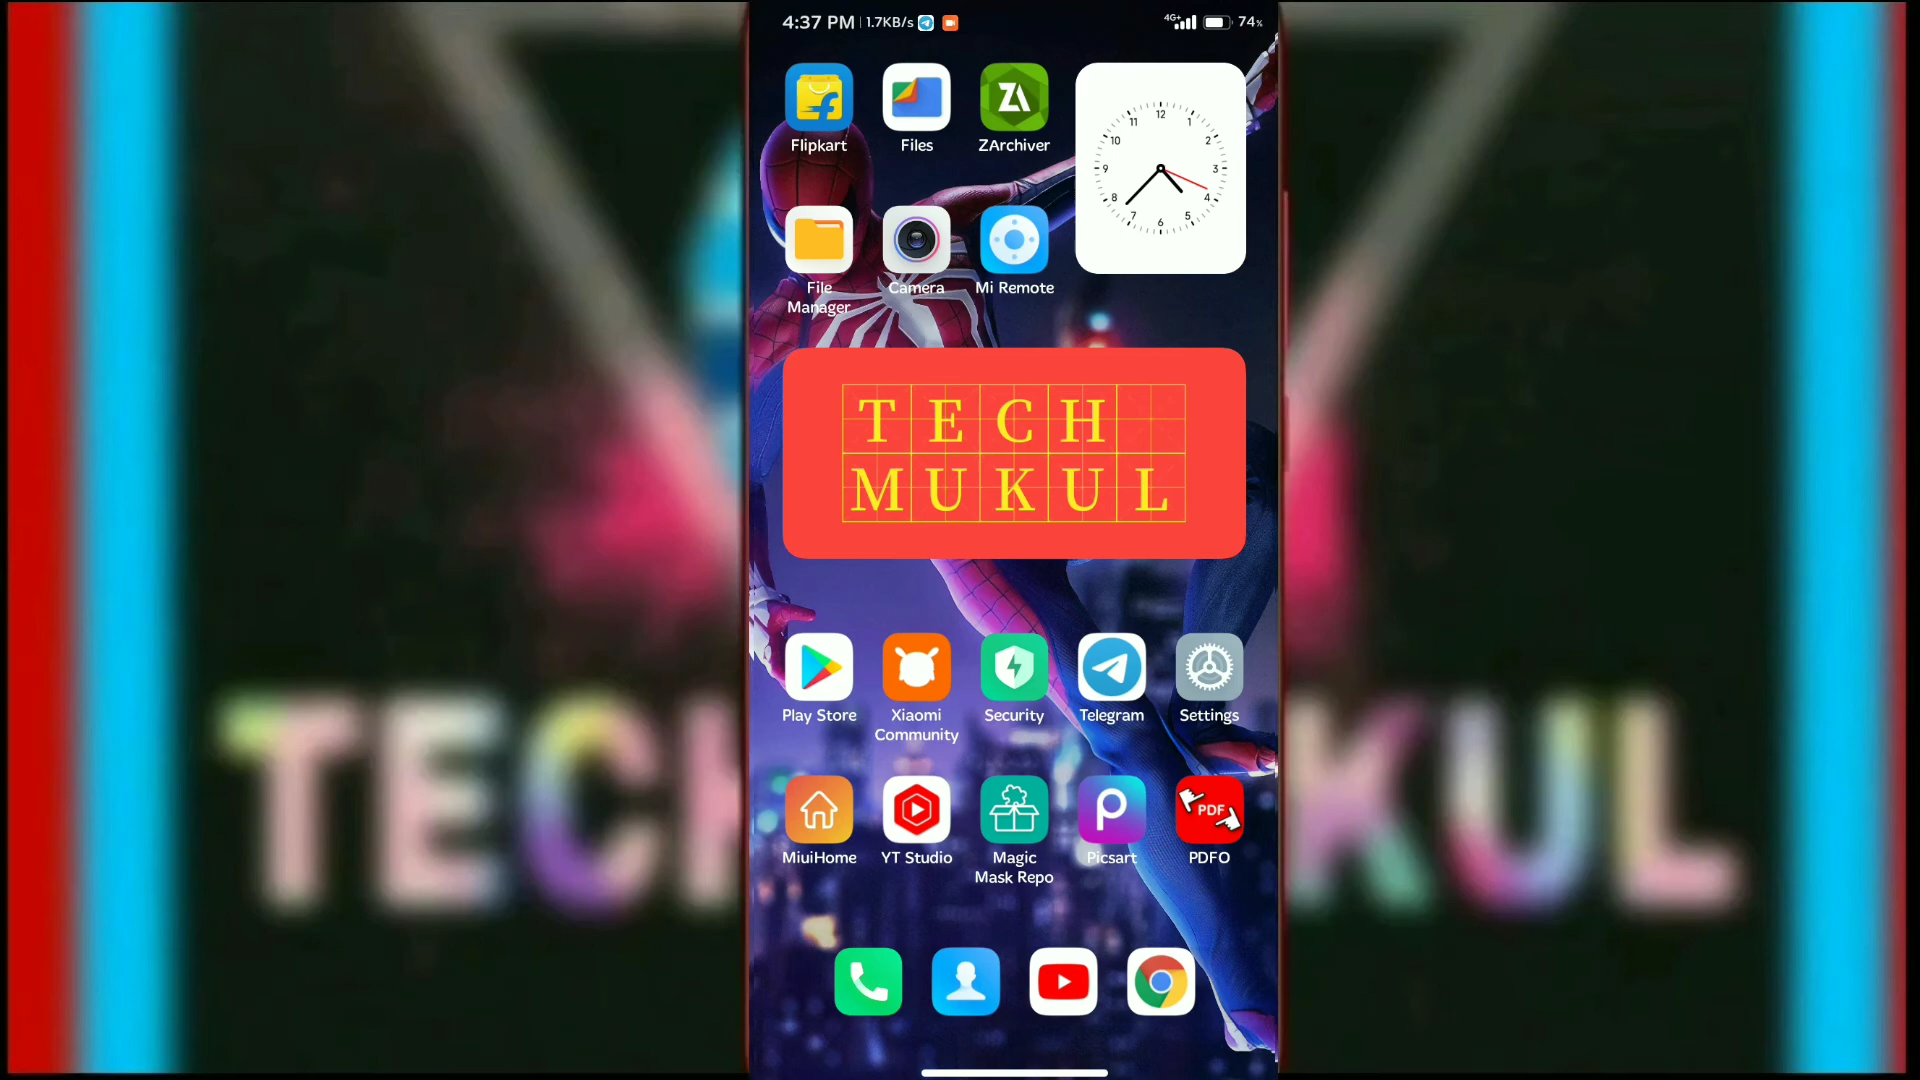 4:37 PM 1.7KB/s 4G+ 74%
Flipkart Files ZArchiver
12 1 2 3 4 5 6 7 8 9 10 11
File Manager Camera Mi Remote
TECH
MUKUL
Play Store Xiaomi Community Security Telegram Settings
PDF
MiuiHome YT Studio Magic Mask Repo Picsart PDFO
TECH KUL